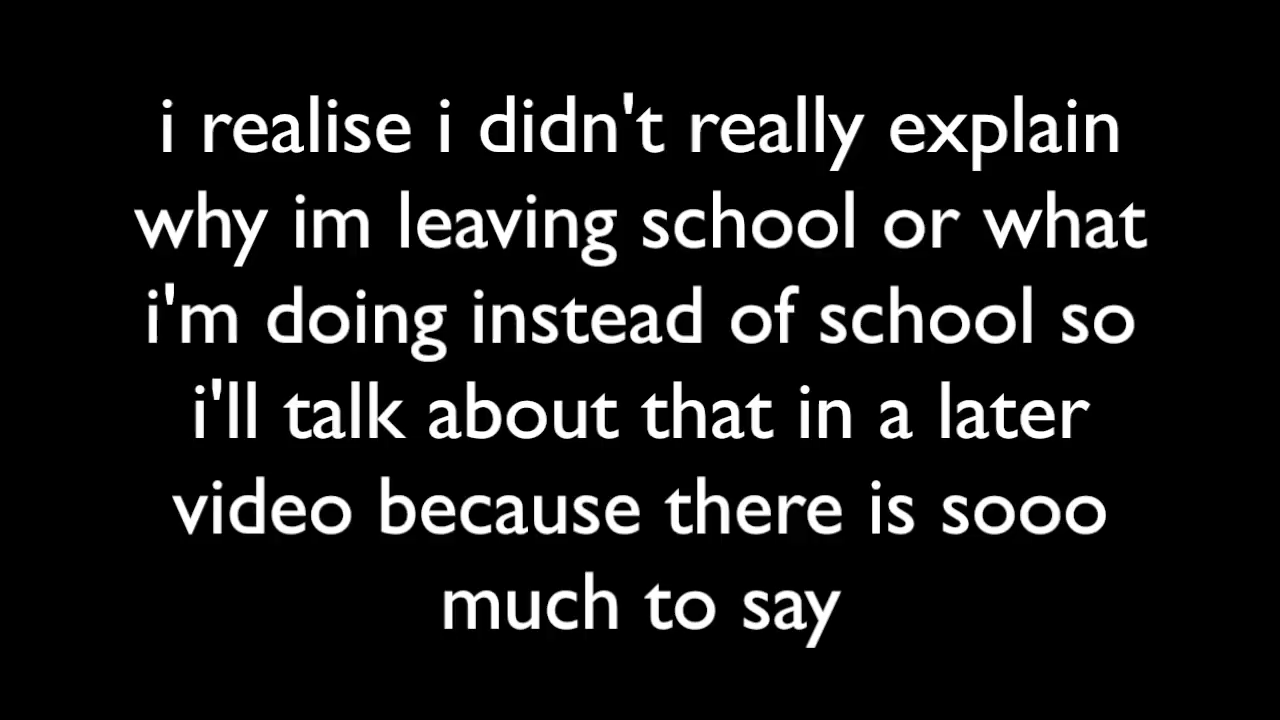 i realise i didn't really explain
why im leaving school or what
i'm doing instead of school so
i'll talk about that in a later
video because there is sooo
much to say